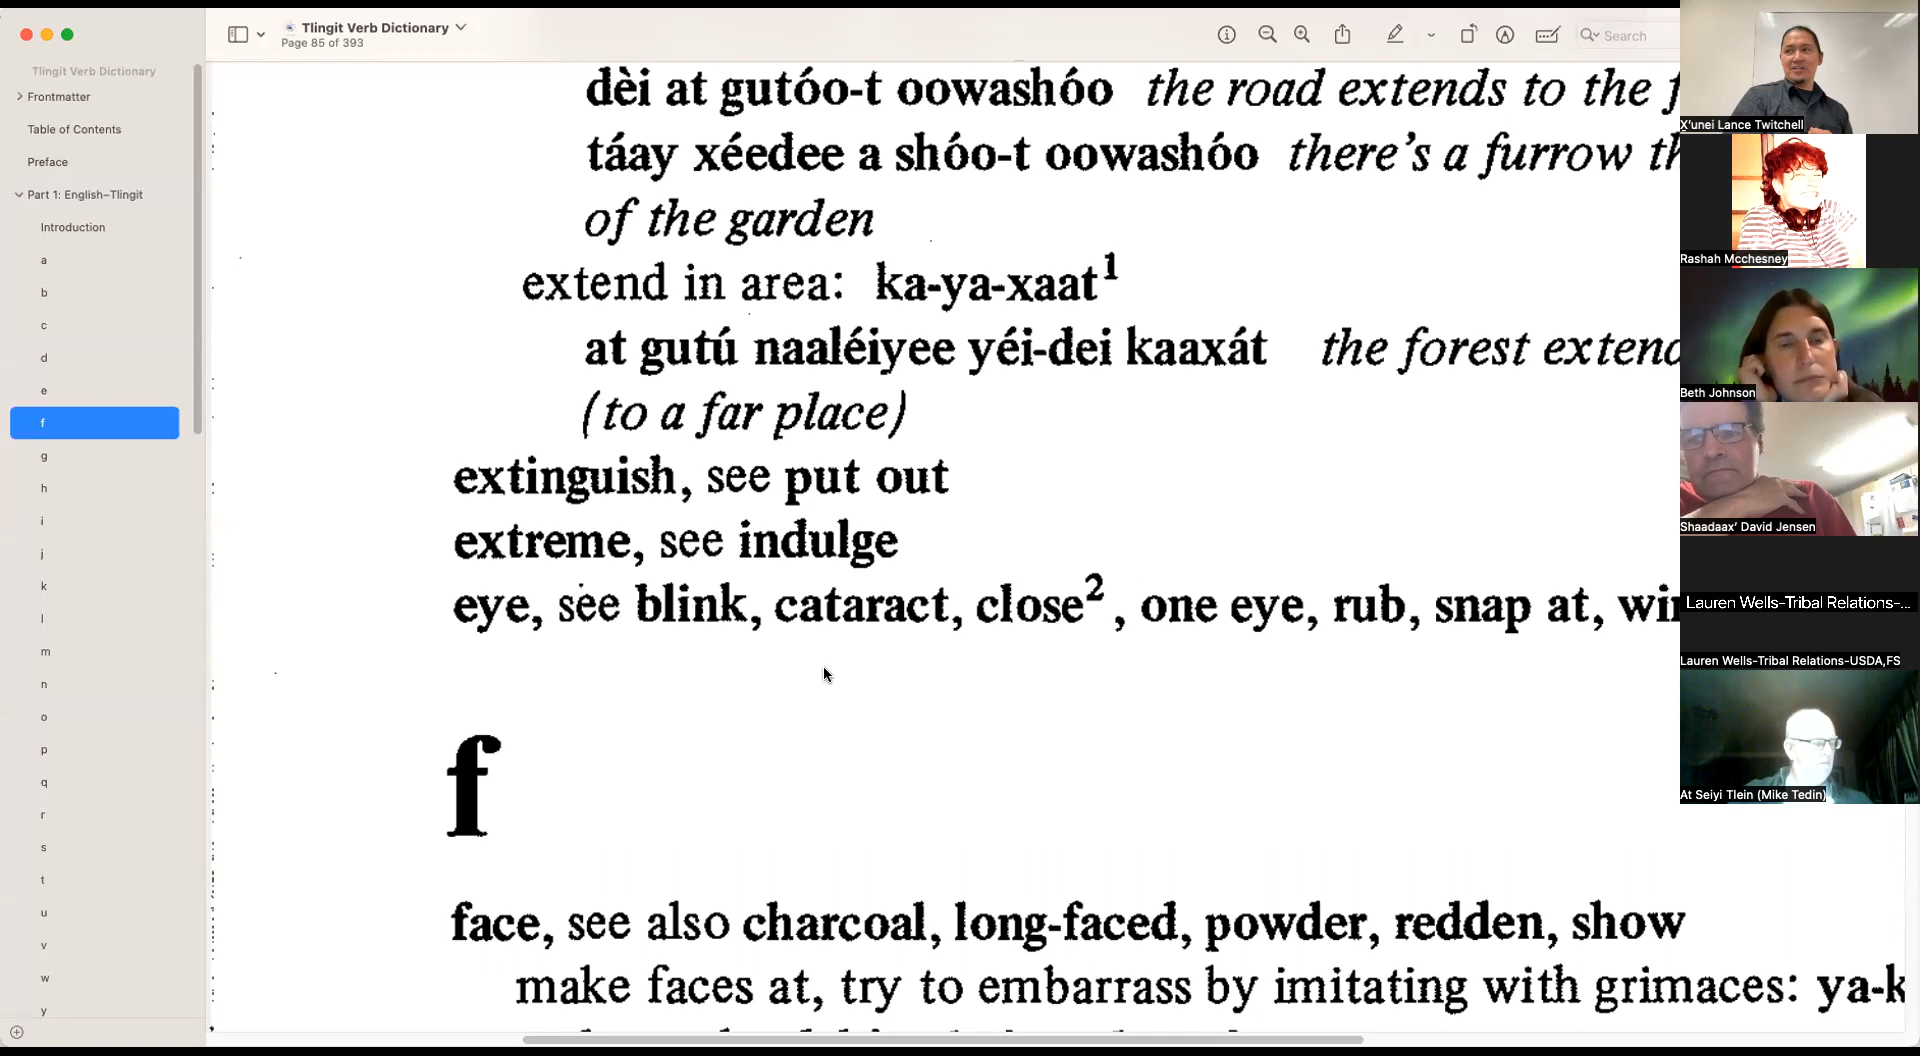 Tlingit Verb Dictionary
Page 85 of 393
Search
Tlingit Verb Dictionary
Frontmatter
Table of Contents
Preface
Part 1: English–Tlingit
Introduction
a
b
c
d
e
f
g
h
i
j
k
l
m
n
o
p
q
r
s
t
u
v
w
y
dèi at gutóo-t oowashóo the road extends to the
táay xéedee a shóo-t oowashóo there's a furrow
of the garden
extend in area: ka-ya-xaat1
at gutú naaléiyee yéi-dei kaaxát the forest
(to a far place)
extinguish, see put out
extreme, see indulge
eye, see blink, cataract, close2, one eye, rub, snap at,
f
face, see also charcoal, long-faced, powder, redden, show
make faces at, try to embarrass by imitating with grimaces: ya-k
X'unei Lance Twitchell
Rashah Mcchesney
Beth Johnson
Shaadaax' David Jensen
Lauren Wells-Tribal Relations-...
Lauren Wells-Tribal Relations-USDA,FS
At Seiyi Tlein (Mike Tedin)